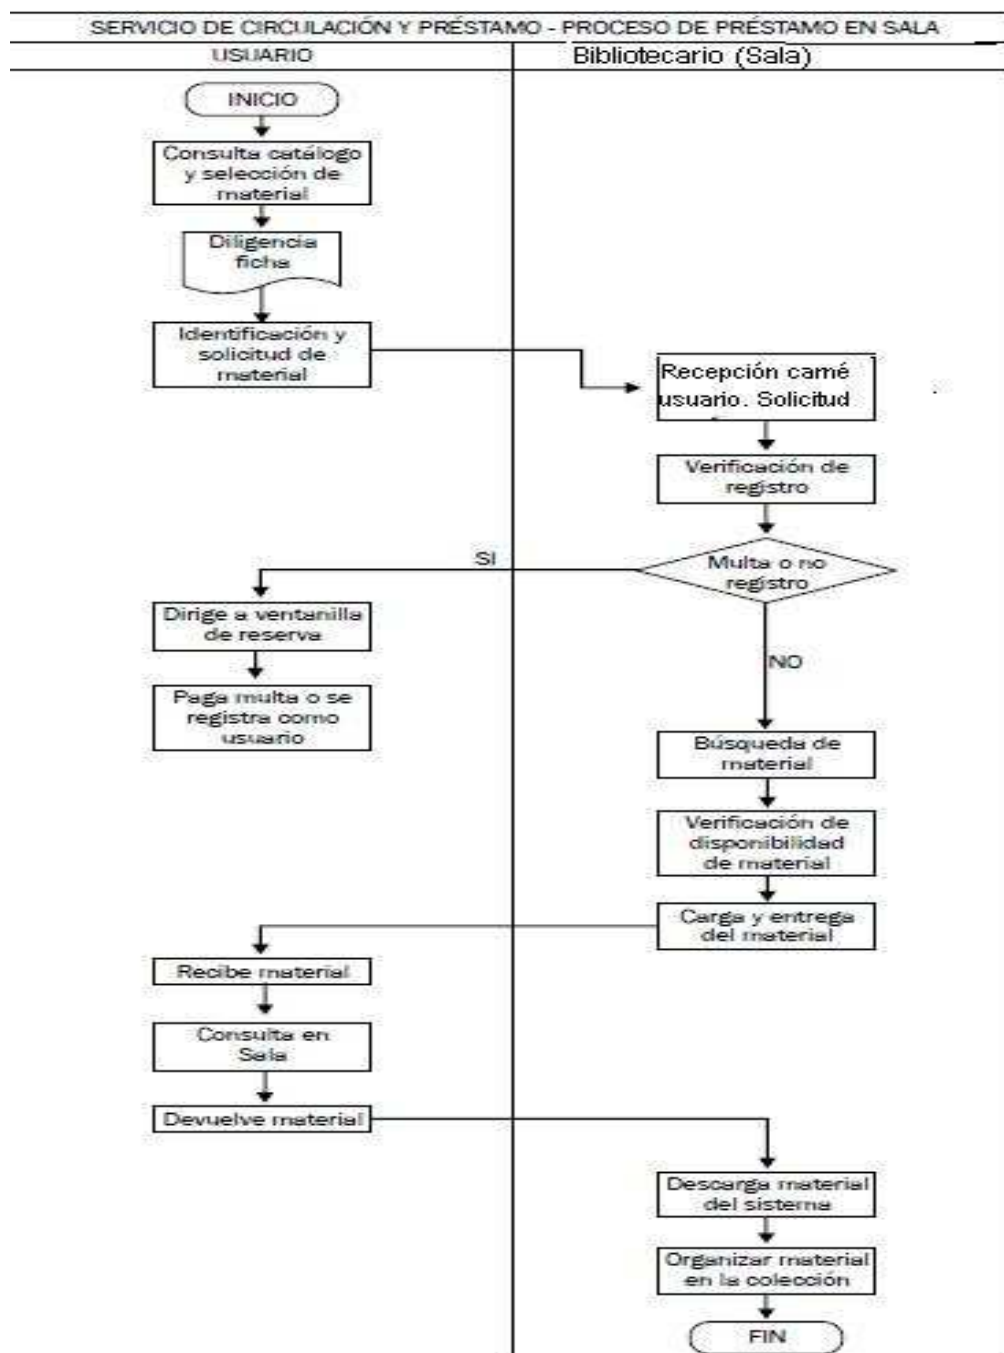 SERVICIO DE CIRCULACIÓN Y PRÉSTAMO - PROCESO DE PRÉSTAMO EN SALA
USUARIO
Bibliotecario (Sala)
INICIO
Consulta catálogo
y selección de
material
Diligencia
ficha
Identificación y
solicitud de
material
Recepción carné
usuario. Solicitud
Verificación de
registro
Multa o no
registro
SI
Dirige a ventanilla
de reserva
NO
Paga multa o se
registra como
usuario
Búsqueda de
material
Verificación de
disponibilidad
de material
Carga y entrega
del material
Recibe material
Consulta en
Sala
Devuelve material
Descarga material
del sistema
Organizar material
en la colección
FIN